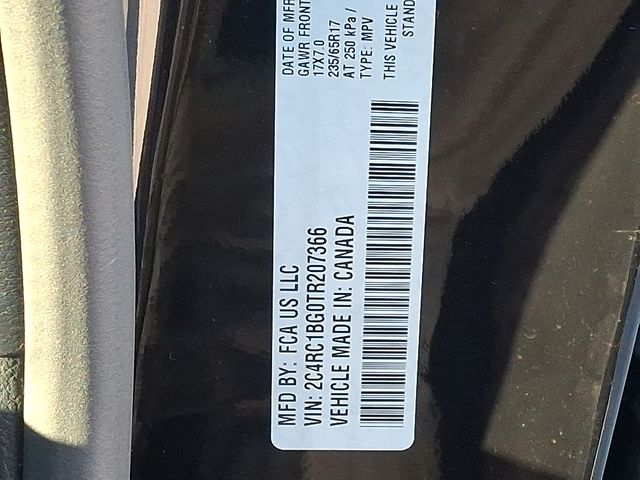 MFD BY: FCA US LLC
VIN: 2C4RC1BG0TR207366
VEHICLE MADE IN: CANADA
DATE OF MFR
GAWR FRONT
17X7.0
235/65R17
AT 250 kPa /
TYPE: MPV
THIS VEHICLE
STAND